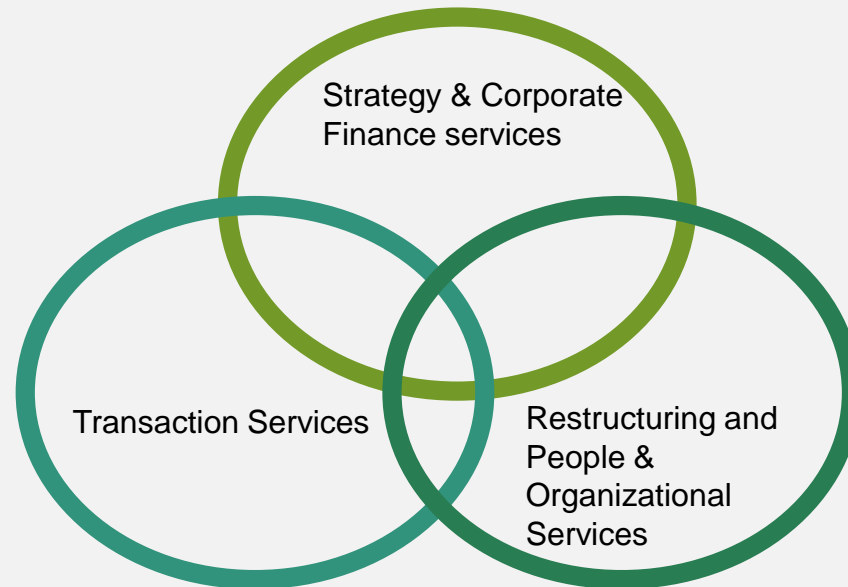 Strategy & Corporate
Finance services
Transaction Services
Restructuring and
People &
Organizational
Services